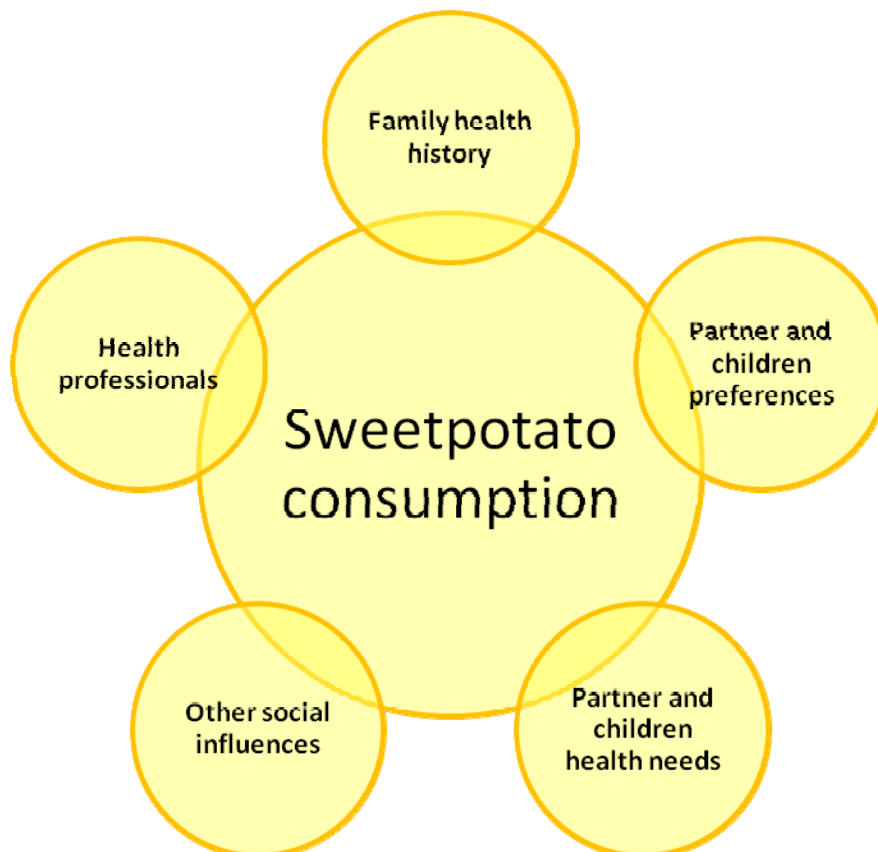 Family health
history
Health
professionals
Partner and
children
preferences
Sweetpotato
consumption
Other social
influences
Partner and
children
health needs